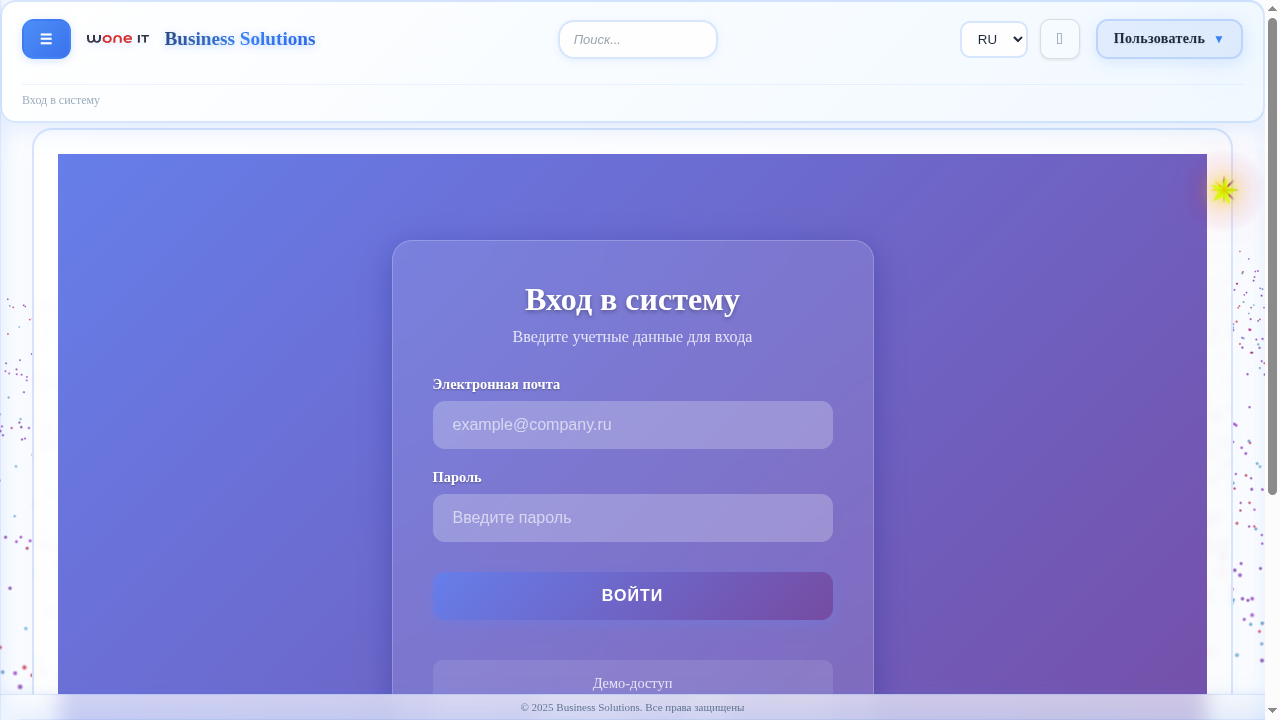 wone IT
Business Solutions
Поиск...
RU
Пользователь ▼
Вход в систему
Вход в систему
Введите учетные данные для входа
Электронная почта
example@company.ru
Пароль
Введите пароль
ВОЙТИ
Демо-доступ
© 2025 Business Solutions. Все права защищены